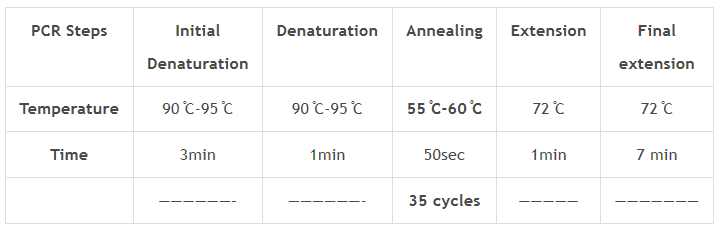 PCR Steps Initial Denaturation Denaturation Annealing Extension Final extension
Temperature 90 ̊C-95 ̊C 90 ̊C-95 ̊C 55 ̊C-60 ̊C 72 ̊C 72 ̊C
Time 3min 1min 50sec 1min 7 min
——————- ——————- 35 cycles ————— ———————